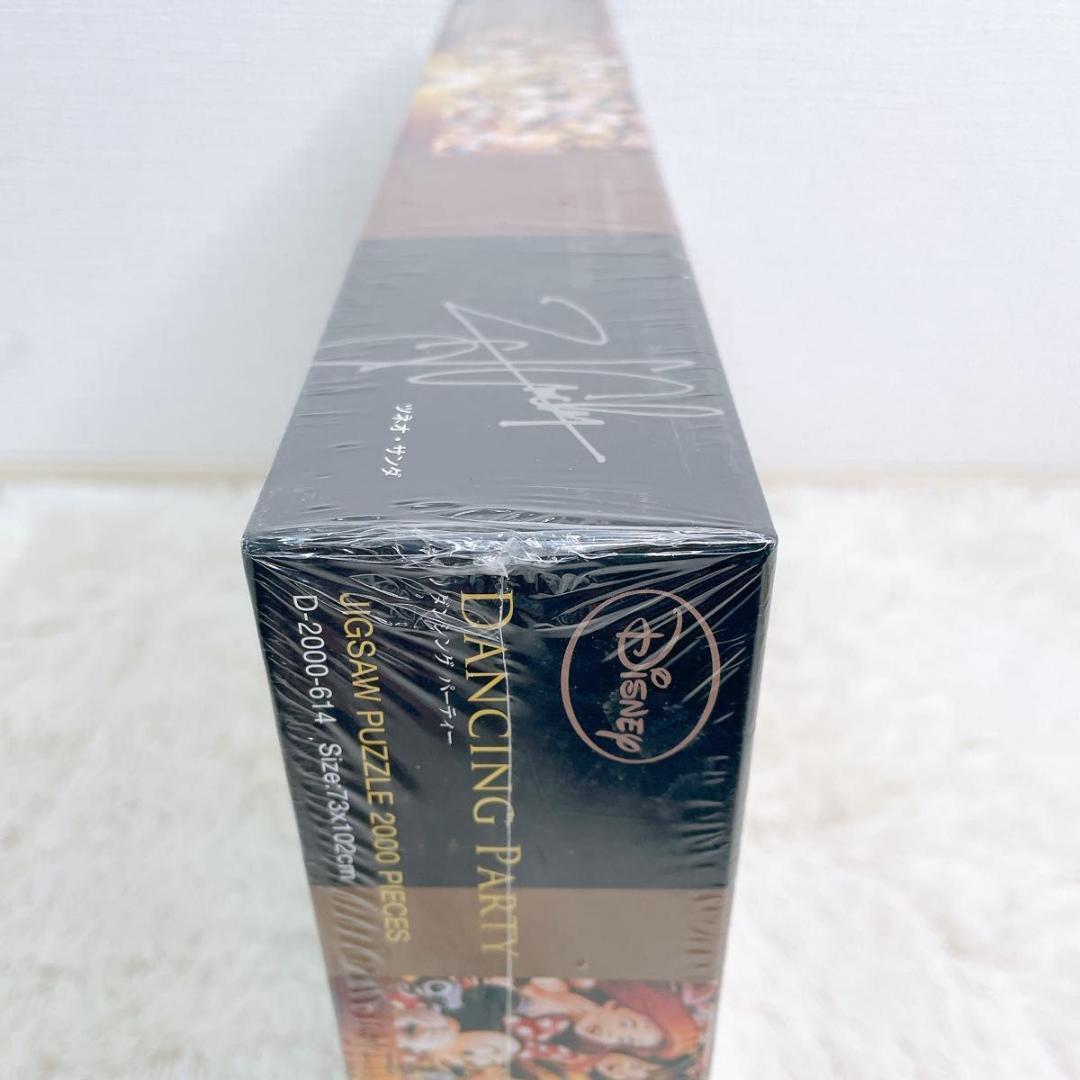 ツネオ・サンダ
DISNEY
DANCING PARTY
ダンシング パーティー
JIGSAW PUZZLE 2000 PIECES
D-2000-614 , Size:73x102cm